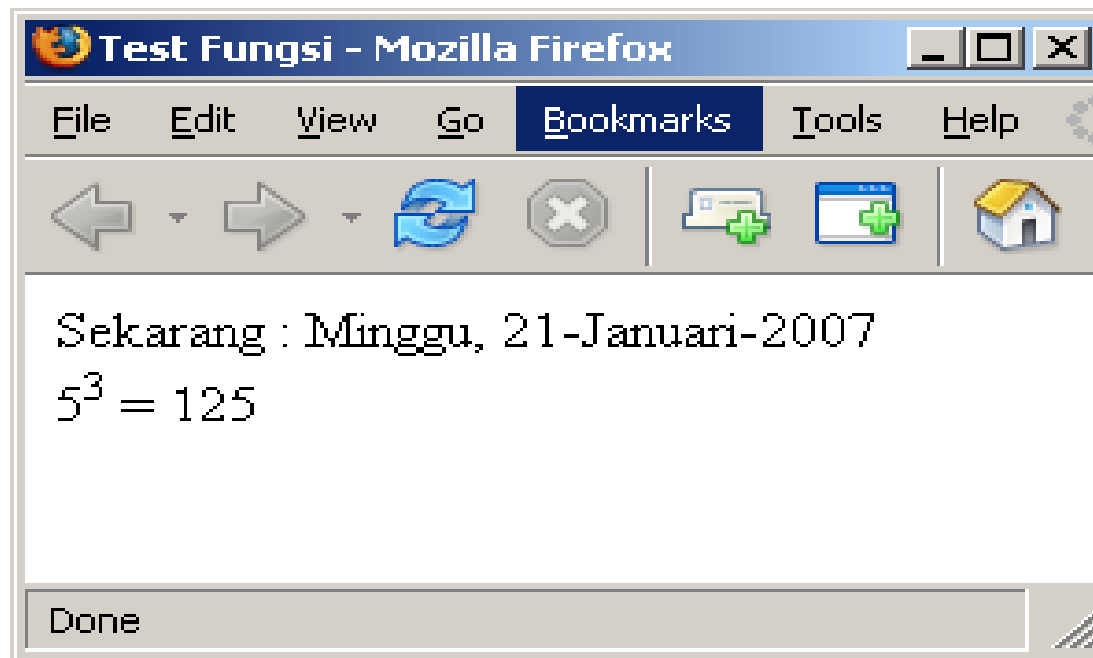 Test Fungsi - Mozilla Firefox
File Edit View Go Bookmarks Tools Help
Sekarang : Minggu, 21-Januari-2007
5³ = 125
Done